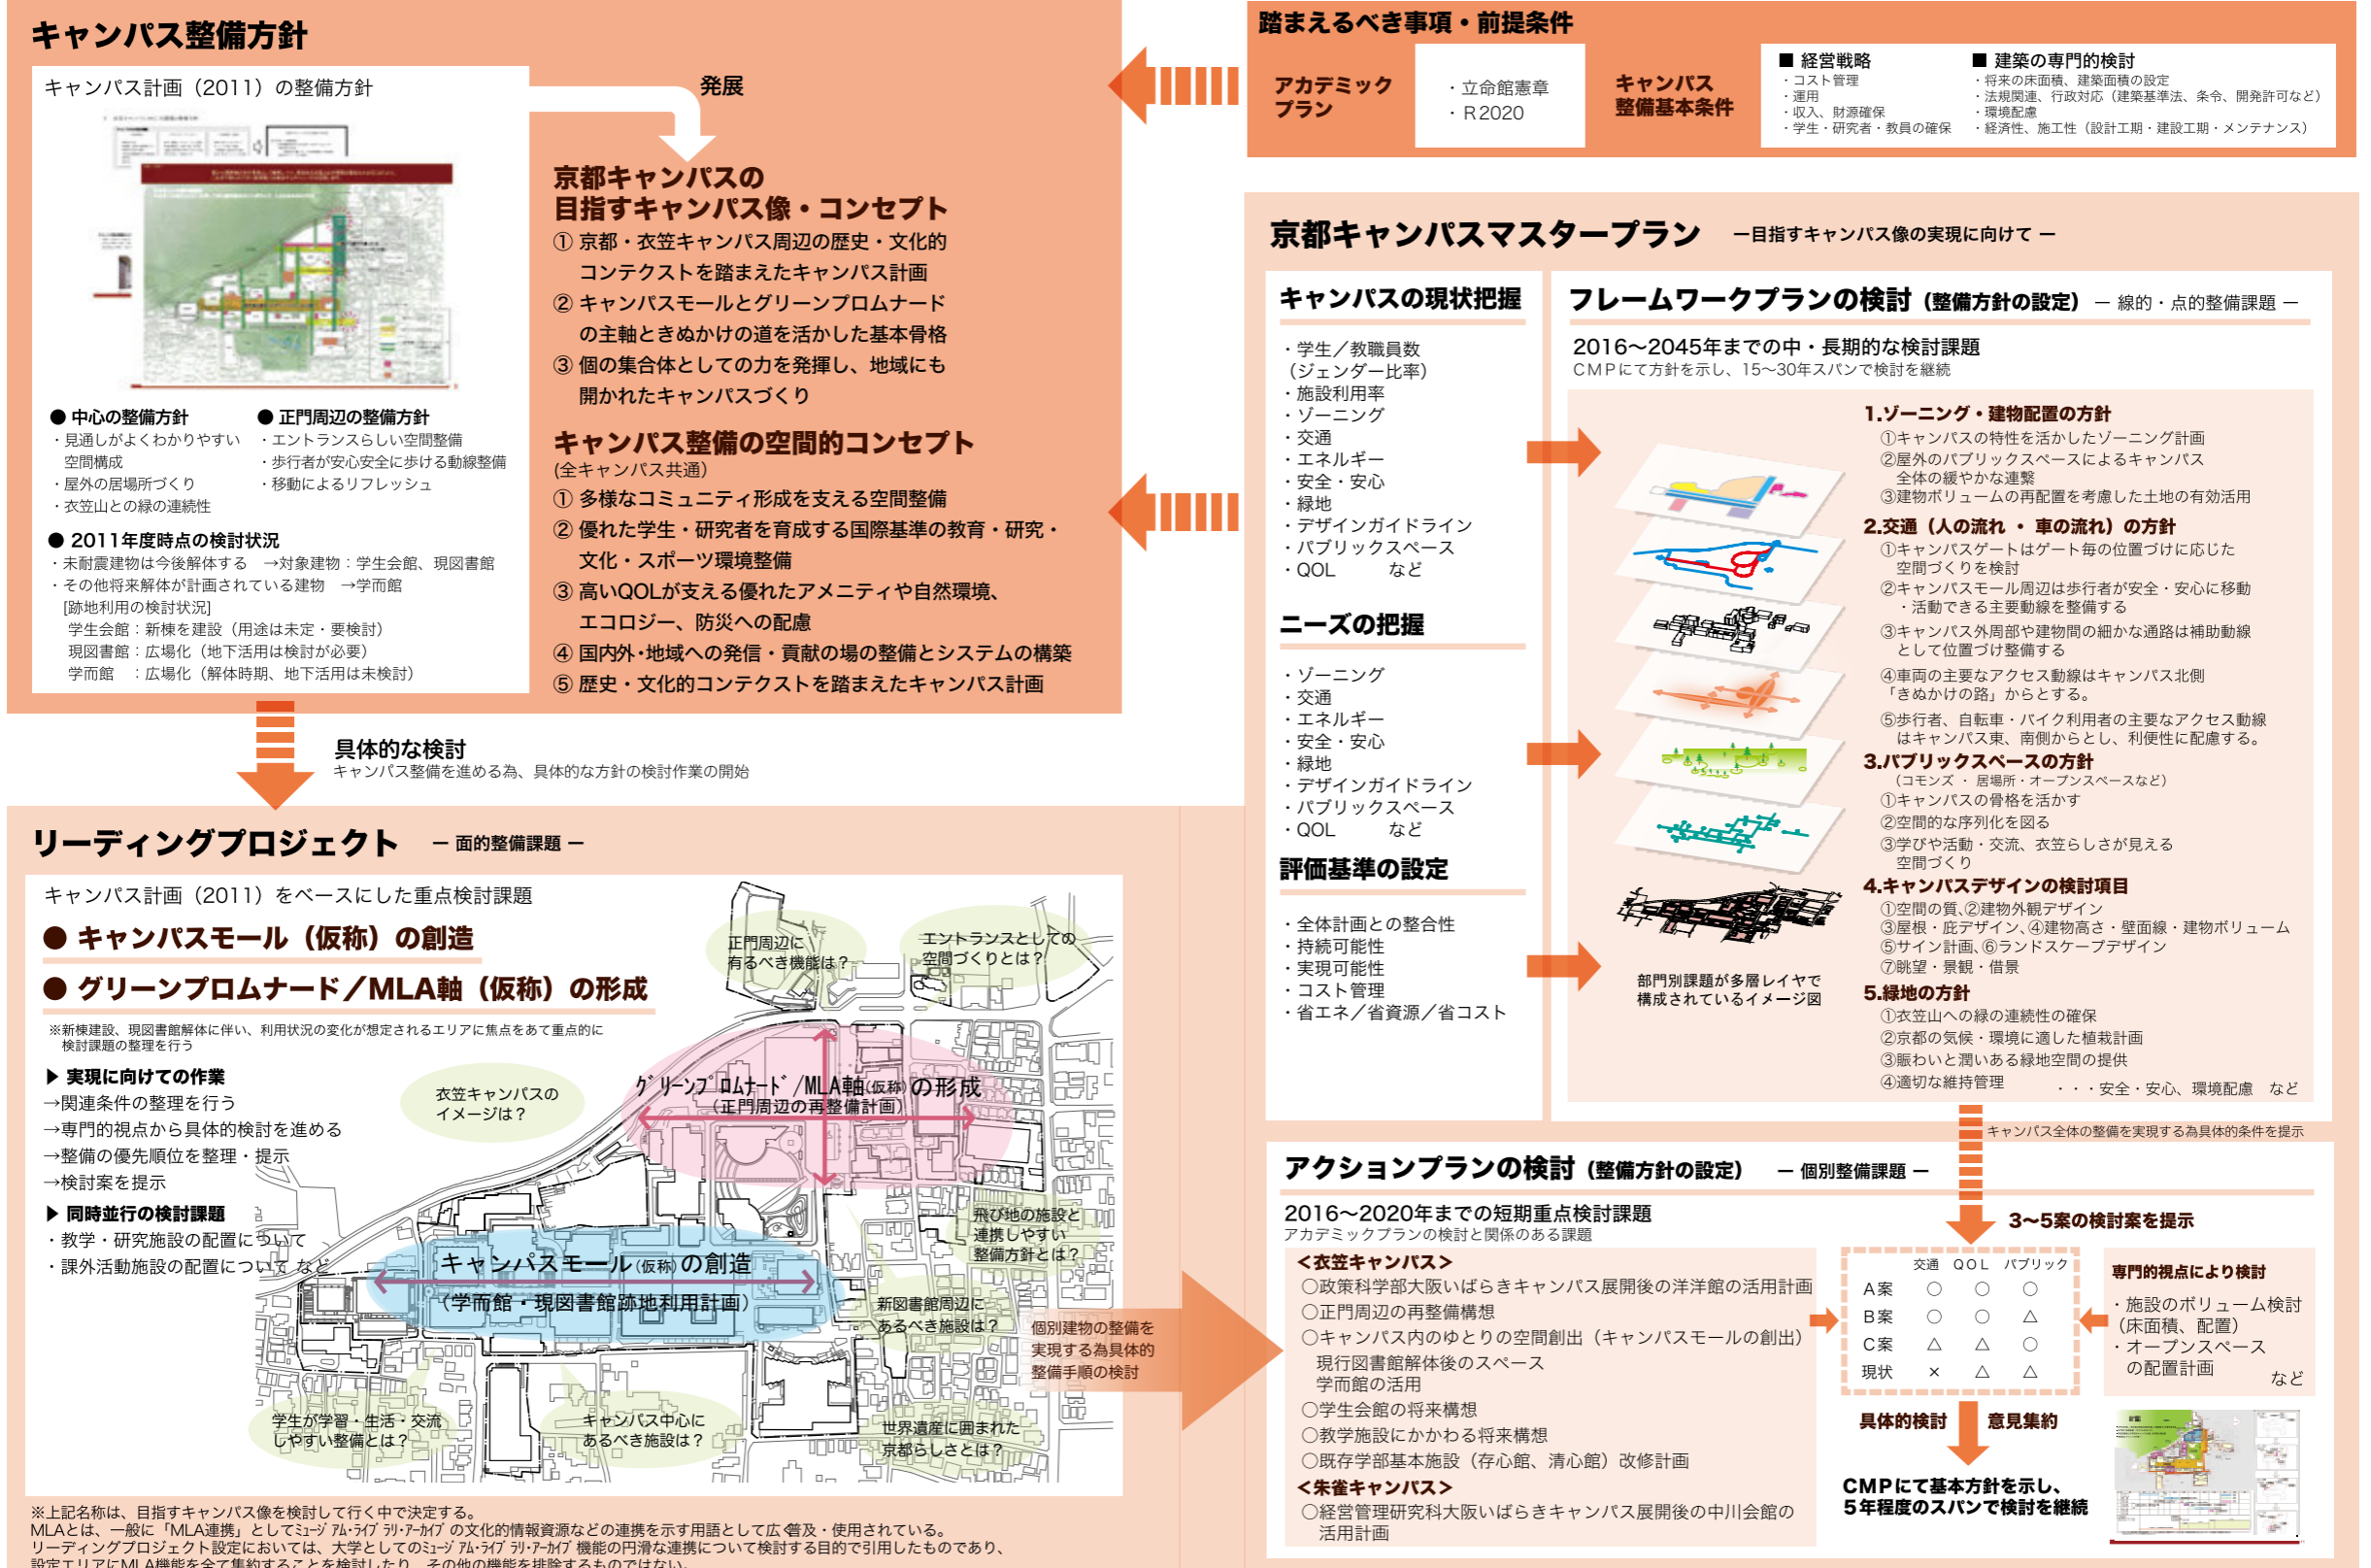 キャンパス整備方針
キャンパス計画（2011）の整備方針
発展
● 中心の整備方針
・見通しがよくわかりやすい
空間構成
・屋外の居場所づくり
・衣笠山との緑の連続性
● 正門周辺の整備方針
・エントランスらしい空間整備
・歩行者が安心安全に歩ける動線整備
・移動によるリフレッシュ
● 2011年度時点の検討状況
・未耐震建物は今後解体する　→対象建物：学生会館、現図書館
・その他将来解体が計画されている建物　→学而館
[跡地利用の検討状況]
学生会館：新棟を建設（用途は未定・要検討）
現図書館：広場化（地下活用は検討が必要）
学而館　：広場化（解体時期、地下活用は未検討）
京都キャンパスの
目指すキャンパス像・コンセプト
① 京都・衣笠キャンパス周辺の歴史・文化的
コンテクストを踏まえたキャンパス計画
② キャンパスモールとグリーンプロムナード
の主軸ときぬかけの道を活かした基本骨格
③ 個の集合体としての力を発揮し、地域にも
開かれたキャンパスづくり
キャンパス整備の空間的コンセプト
(全キャンパス共通）
① 多様なコミュニティ形成を支える空間整備
② 優れた学生・研究者を育成する国際基準の教育・研究・
文化・スポーツ環境整備
③ 高いQOLが支える優れたアメニティや自然環境、
エコロジー、防災への配慮
④ 国内外・地域への発信・貢献の場の整備とシステムの構築
⑤ 歴史・文化的コンテクストを踏まえたキャンパス計画
具体的な検討
キャンパス整備を進める為、具体的な方針の検討作業の開始
踏まえるべき事項・前提条件
アカデミック
プラン
・立命館憲章
・R2020
キャンパス
整備基本条件
■ 経営戦略
・コスト管理
・運用
・収入、財源確保
・学生・研究者・教員の確保
■ 建築の専門的検討
・将来の床面積、建築面積の設定
・法規関連、行政対応（建築基準法、条令、開発許可など）
・環境配慮
・経済性、施工性（設計工期・建設工期・メンテナンス）
京都キャンパスマスタープラン　―目指すキャンパス像の実現に向けて ―
キャンパスの現状把握
・学生／教職員数
（ジェンダー比率）
・施設利用率
・ゾーニング
・交通
・エネルギー
・安全・安心
・緑地
・デザインガイドライン
・パブリックスペース
・QOL　　　など
ニーズの把握
・ゾーニング
・交通
・エネルギー
・安全・安心
・緑地
・デザインガイドライン
・パブリックスペース
・QOL　　　など
評価基準の設定
・全体計画との整合性
・持続可能性
・実現可能性
・コスト管理
・省エネ／省資源／省コスト
フレームワークプランの検討（整備方針の設定）― 線的・点的整備課題 ―
2016〜2045年までの中・長期的な検討課題
CMPにて方針を示し、15〜30年スパンで検討を継続
部門別課題が多層レイヤで
構成されているイメージ図
1.ゾーニング・建物配置の方針
①キャンパスの特性を活かしたゾーニング計画
②屋外のパブリックスペースによるキャンパス
全体の緩やかな連繋
③建物ボリュームの再配置を考慮した土地の有効活用
2.交通（人の流れ ・ 車の流れ）の方針
①キャンパスゲートはゲート毎の位置づけに応じた
空間づくりを検討
②キャンパスモール周辺は歩行者が安全・安心に移動
・活動できる主要動線を整備する
③キャンパス外周部や建物間の細かな通路は補助動線
として位置づけ整備する
④車両の主要なアクセス動線はキャンパス北側
「きぬかけの路」からとする。
⑤歩行者、自転車・バイク利用者の主要なアクセス動線
はキャンパス東、南側からとし、利便性に配慮する。
3.パブリックスペースの方針
（コモンズ ・ 居場所・オープンスペースなど）
①キャンパスの骨格を活かす
②空間的な序列化を図る
③学びや活動・交流、衣笠らしさが見える
空間づくり
4.キャンパスデザインの検討項目
①空間の質、②建物外観デザイン
③屋根・庇デザイン、④建物高さ・壁面線・建物ボリューム
⑤サイン計画、⑥ランドスケープデザイン
⑦眺望・景観・借景
5.緑地の方針
①衣笠山への緑の連続性の確保
②京都の気候・環境に適した植栽計画
③賑わいと潤いある緑地空間の提供
④適切な維持管理　　・・・安全・安心、環境配慮　など
キャンパス全体の整備を実現する為具体的条件を提示
リーディングプロジェクト　― 面的整備課題 ―
キャンパス計画（2011）をベースにした重点検討課題
● キャンパスモール（仮称）の創造
● グリーンプロムナード／MLA軸（仮称）の形成
※新棟建設、現図書館解体に伴い、利用状況の変化が想定されるエリアに焦点をあて重点的に
検討課題の整理を行う
▶ 実現に向けての作業
→関連条件の整理を行う
→専門的視点から具体的検討を進める
→整備の優先順位を整理・提示
→検討案を提示
▶ 同時並行の検討課題
・教学・研究施設の配置について
・課外活動施設の配置について など
正門周辺に
有るべき機能は？
エントランスとしての
空間づくりとは？
衣笠キャンパスの
イメージは？
ｸﾞﾘｰﾝﾌﾟﾛﾑﾅｰﾄﾞ/MLA軸(仮称)の形成
（正門周辺の再整備計画）
飛び地の施設と
連携しやすい
整備方針とは？
キャンパスモール(仮称)の創造
（学而館・現図書館跡地利用計画）
新図書館周辺に
あるべき施設は？
学生が学習・生活・交流
しやすい整備とは？
キャンパス中心に
あるべき施設は？
世界遺産に囲まれた
京都らしさとは？
個別建物の整備を
実現する為具体的
整備手順の検討
※上記名称は、目指すキャンパス像を検討して行く中で決定する。
MLAとは、一般に「MLA連携」としてﾐｭｰｼﾞｱﾑ・ﾗｲﾌﾞﾗﾘ・ｱｰｶｲﾌﾞの文化的情報資源などの連携を示す用語として広く普及・使用されている。
リーディングプロジェクト設定においては、大学としてのﾐｭｰｼﾞｱﾑ・ﾗｲﾌﾞﾗﾘ・ｱｰｶｲﾌﾞ機能の円滑な連携について検討する目的で引用したものであり、
設定エリアにMLA機能を全て集約することを検討したり、その他の機能を排除するものではない。
アクションプランの検討（整備方針の設定）　― 個別整備課題 ―
2016〜2020年までの短期重点検討課題
アカデミックプランの検討と関係のある課題
＜衣笠キャンパス＞
○政策科学部大阪いばらきキャンパス展開後の洋洋館の活用計画
○正門周辺の再整備構想
○キャンパス内のゆとりの空間創出（キャンパスモールの創出）
現行図書館解体後のスペース
学而館の活用
○学生会館の将来構想
○教学施設にかかわる将来構想
○既存学部基本施設（存心館、清心館）改修計画
＜朱雀キャンパス＞
○経営管理研究科大阪いばらきキャンパス展開後の中川会館の
活用計画
3〜5案の検討案を提示
交通　QOL　パブリック
A案　○　○　○
B案　○　○　△
C案　△　△　○
現状　×　△　△
専門的視点により検討
・施設のボリューム検討
（床面積、配置）
・オープンスペース
の配置計画
など
具体的検討　意見集約
CMPにて基本方針を示し、
5年程度のスパンで検討を継続